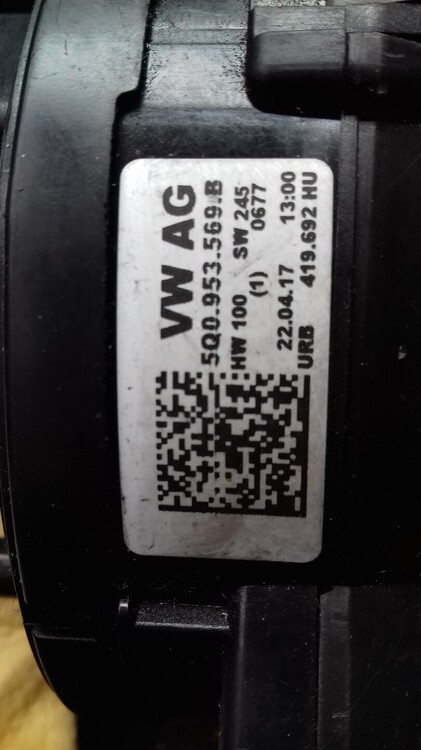 VW AG
5Q0.953.569.B
HW 100 SW 245
(1) 0677
22.04.17 13:00
URB 419.692 HU